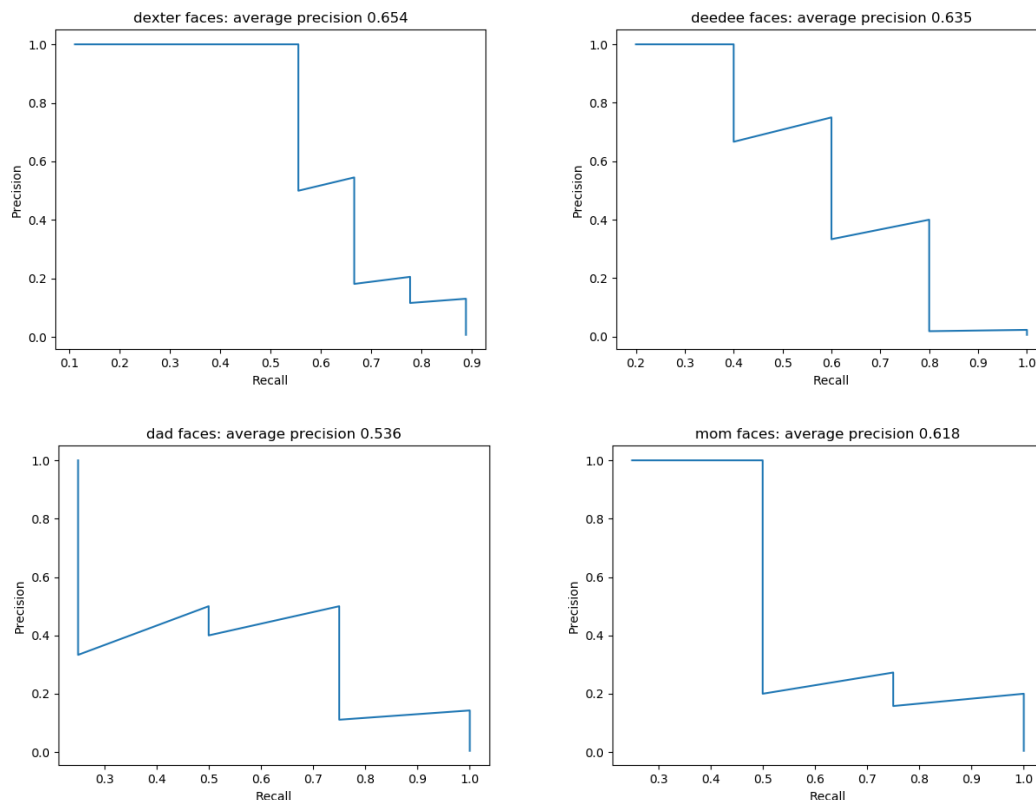 dexter faces: average precision 0.654
1.0
0.8
0.6
0.4
0.2
0.0
Precision
0.1 0.2 0.3 0.4 0.5 0.6 0.7 0.8 0.9
Recall
deedee faces: average precision 0.635
1.0
0.8
0.6
0.4
0.2
0.0
Precision
0.2 0.3 0.4 0.5 0.6 0.7 0.8 0.9 1.0
Recall
dad faces: average precision 0.536
1.0
0.8
0.6
0.4
0.2
0.0
Precision
0.3 0.4 0.5 0.6 0.7 0.8 0.9 1.0
Recall
mom faces: average precision 0.618
1.0
0.8
0.6
0.4
0.2
0.0
Precision
0.3 0.4 0.5 0.6 0.7 0.8 0.9 1.0
Recall